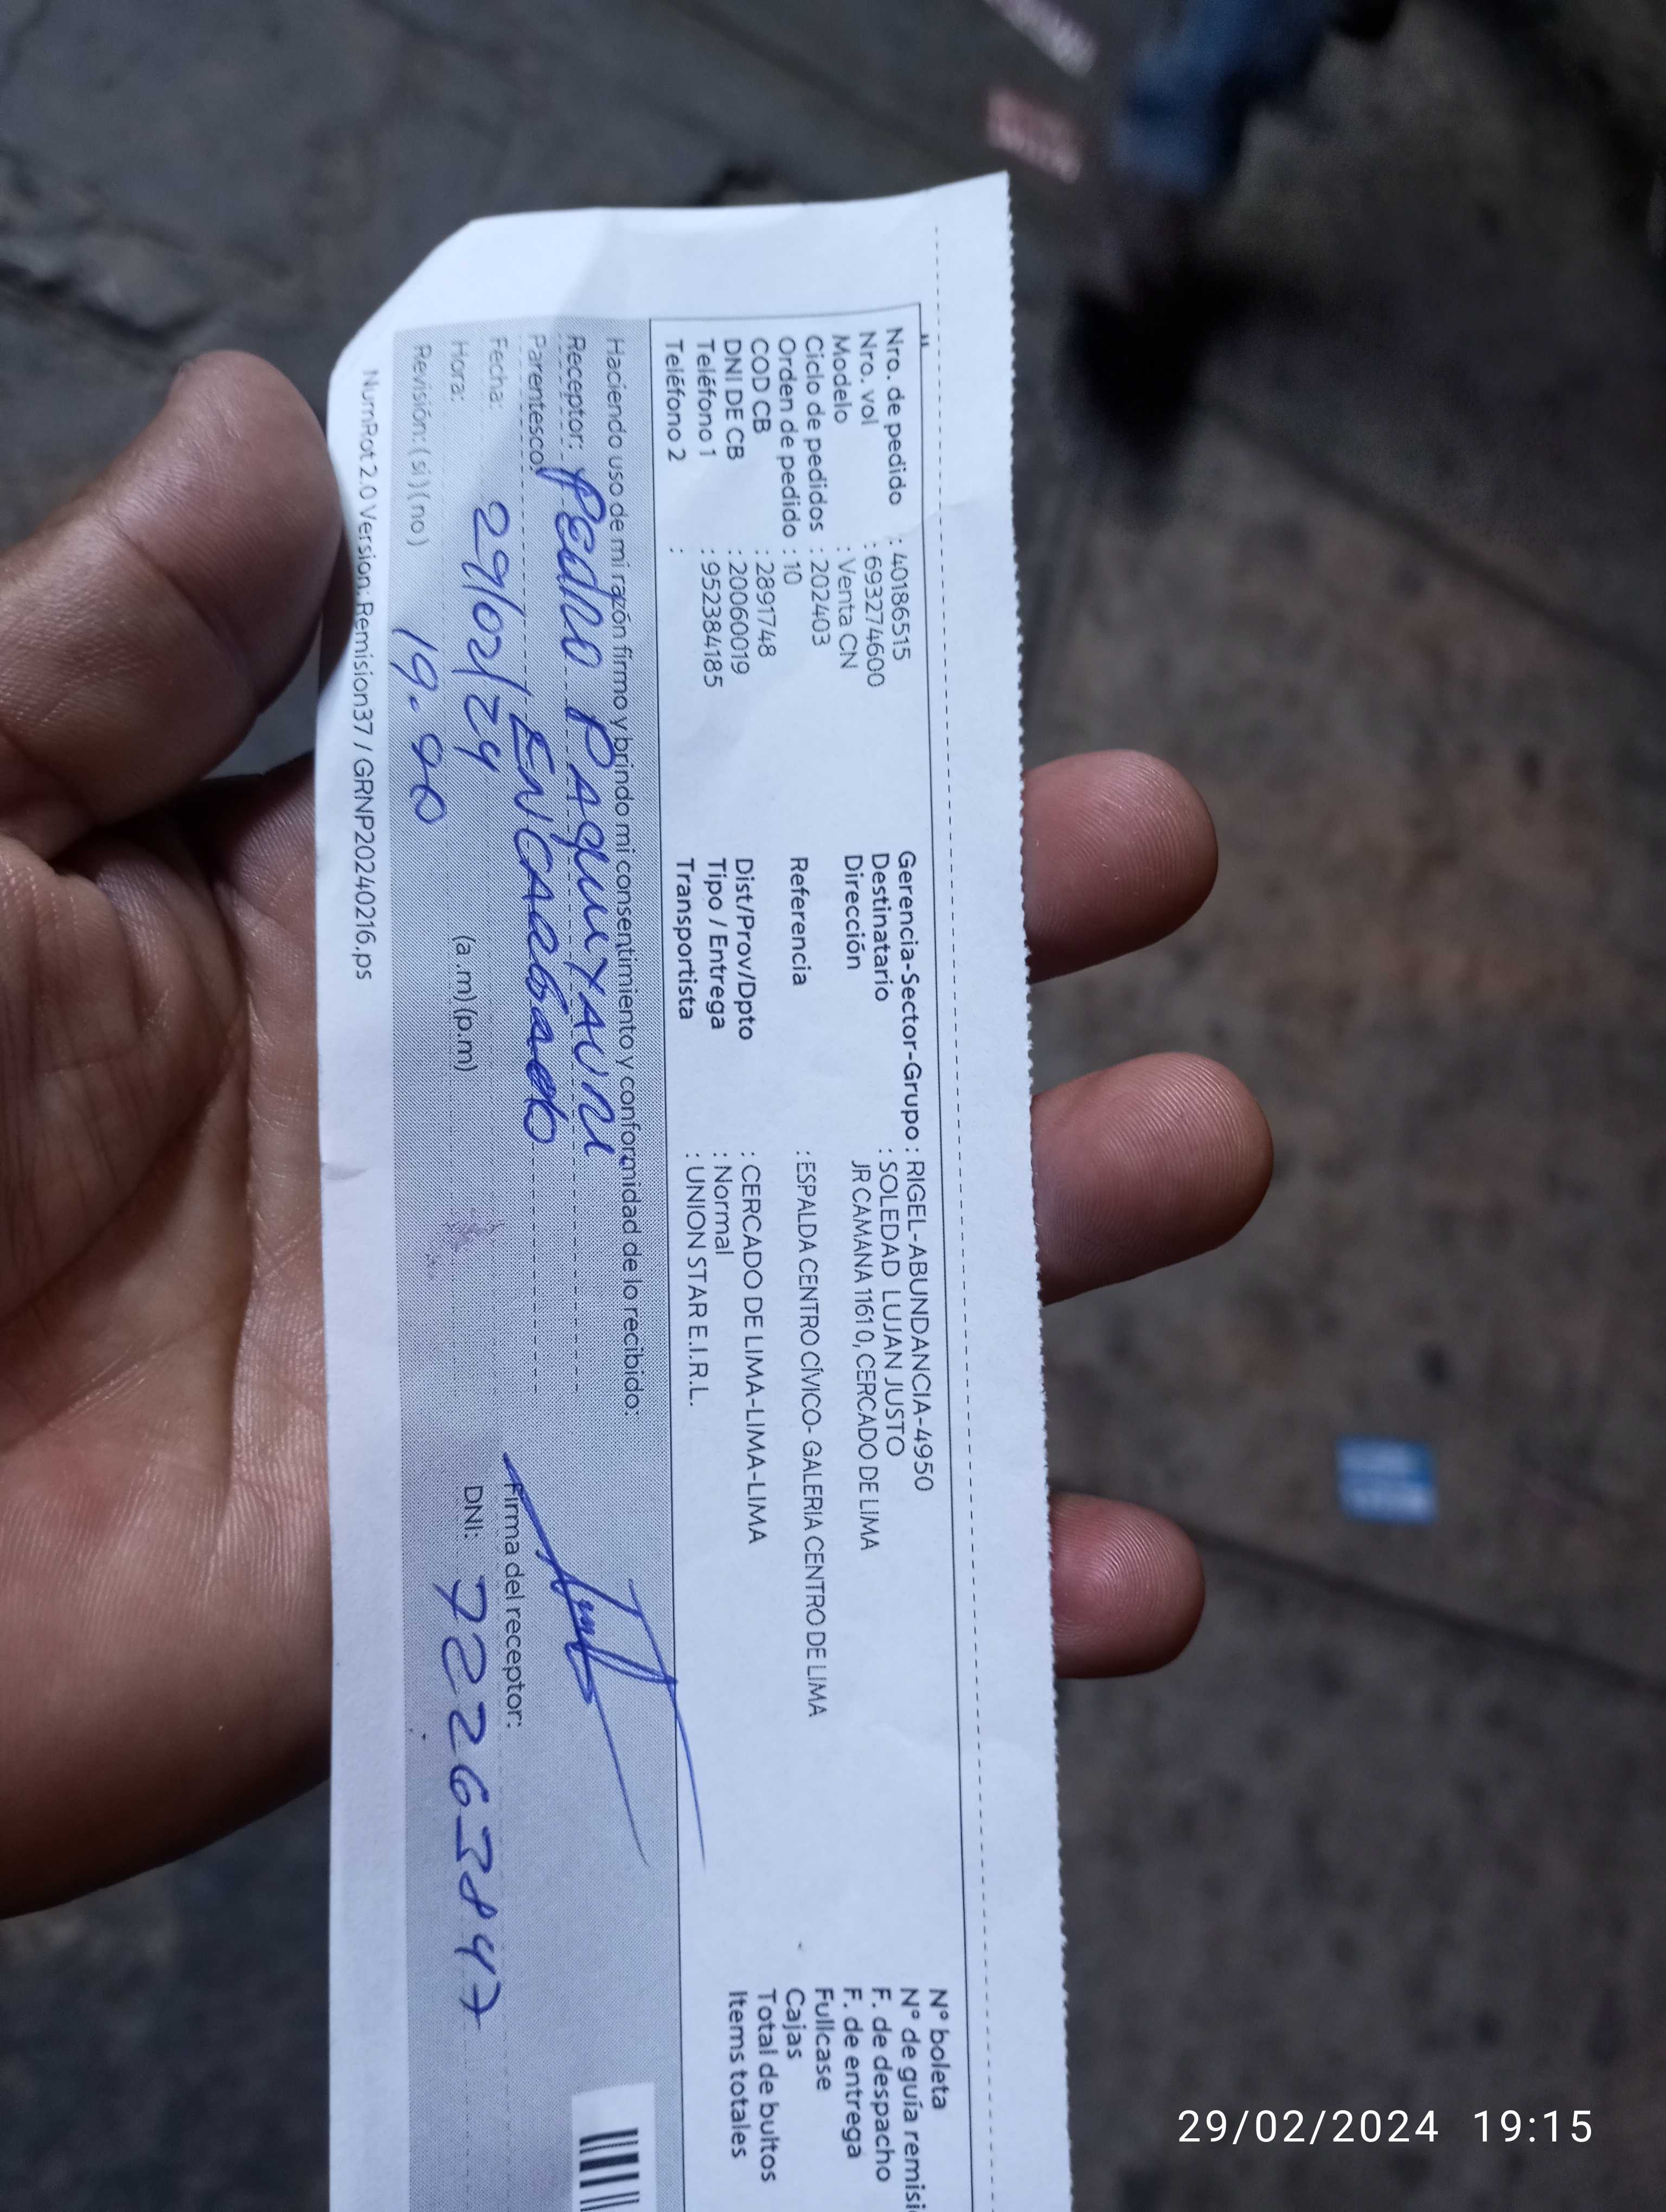 Nro. de pedido : 40186515
Nro. vol : 693274600
Modelo : Venta CN
Ciclo de pedidos : 202403
Orden de pedido : 10
COD CB : 2891748
DNI DE CB : 20060019
Teléfono 1 : 952384185
Teléfono 2 :
Gerencia-Sector-Grupo : RIGEL-ABUNDANCIA-4950
Destinatario : SOLEDAD LUJAN JUSTO
Dirección JR CAMANA 1161 0, CERCADO DE LIMA
Referencia : ESPALDA CENTRO CÍVICO- GALERIA CENTRO DE LIMA
Dist/Prov/Dpto : CERCADO DE LIMA-LIMA-LIMA
Tipo / Entrega : Normal
Transportista : UNION STAR E.I.R.L.
N° boleta
N° de guía remisi
F. de despacho
F. de entrega
Fullcase
Cajas
Total de bultos
Items totales
Haciendo uso de mi razón firmo y brindo mi consentimiento y conformidad de lo recibido:
Receptor: Pedro PAquiyAuri
Parentesco: ENCARGADO
Fecha: 29/02/24
Hora: 19.00 (a .m) (p.m)
Revisión: ( si ) ( no )
Firma del receptor:
DNI: 72263847
NumRot 2.0 Version: Remision37 / GRNP20240216.ps
29/02/2024 19:15